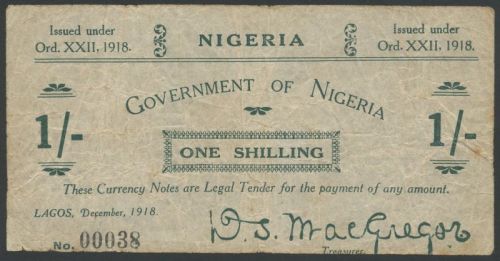 Issued under
Ord. XXII, 1918.
NIGERIA
Issued under
Ord. XXII, 1918.
GOVERNMENT OF NIGERIA
1/-
1/-
ONE SHILLING
These Currency Notes are Legal Tender for the payment of any amount.
LAGOS, December, 1918.
D. S. MacGregor
No. 00038
Treasurer.